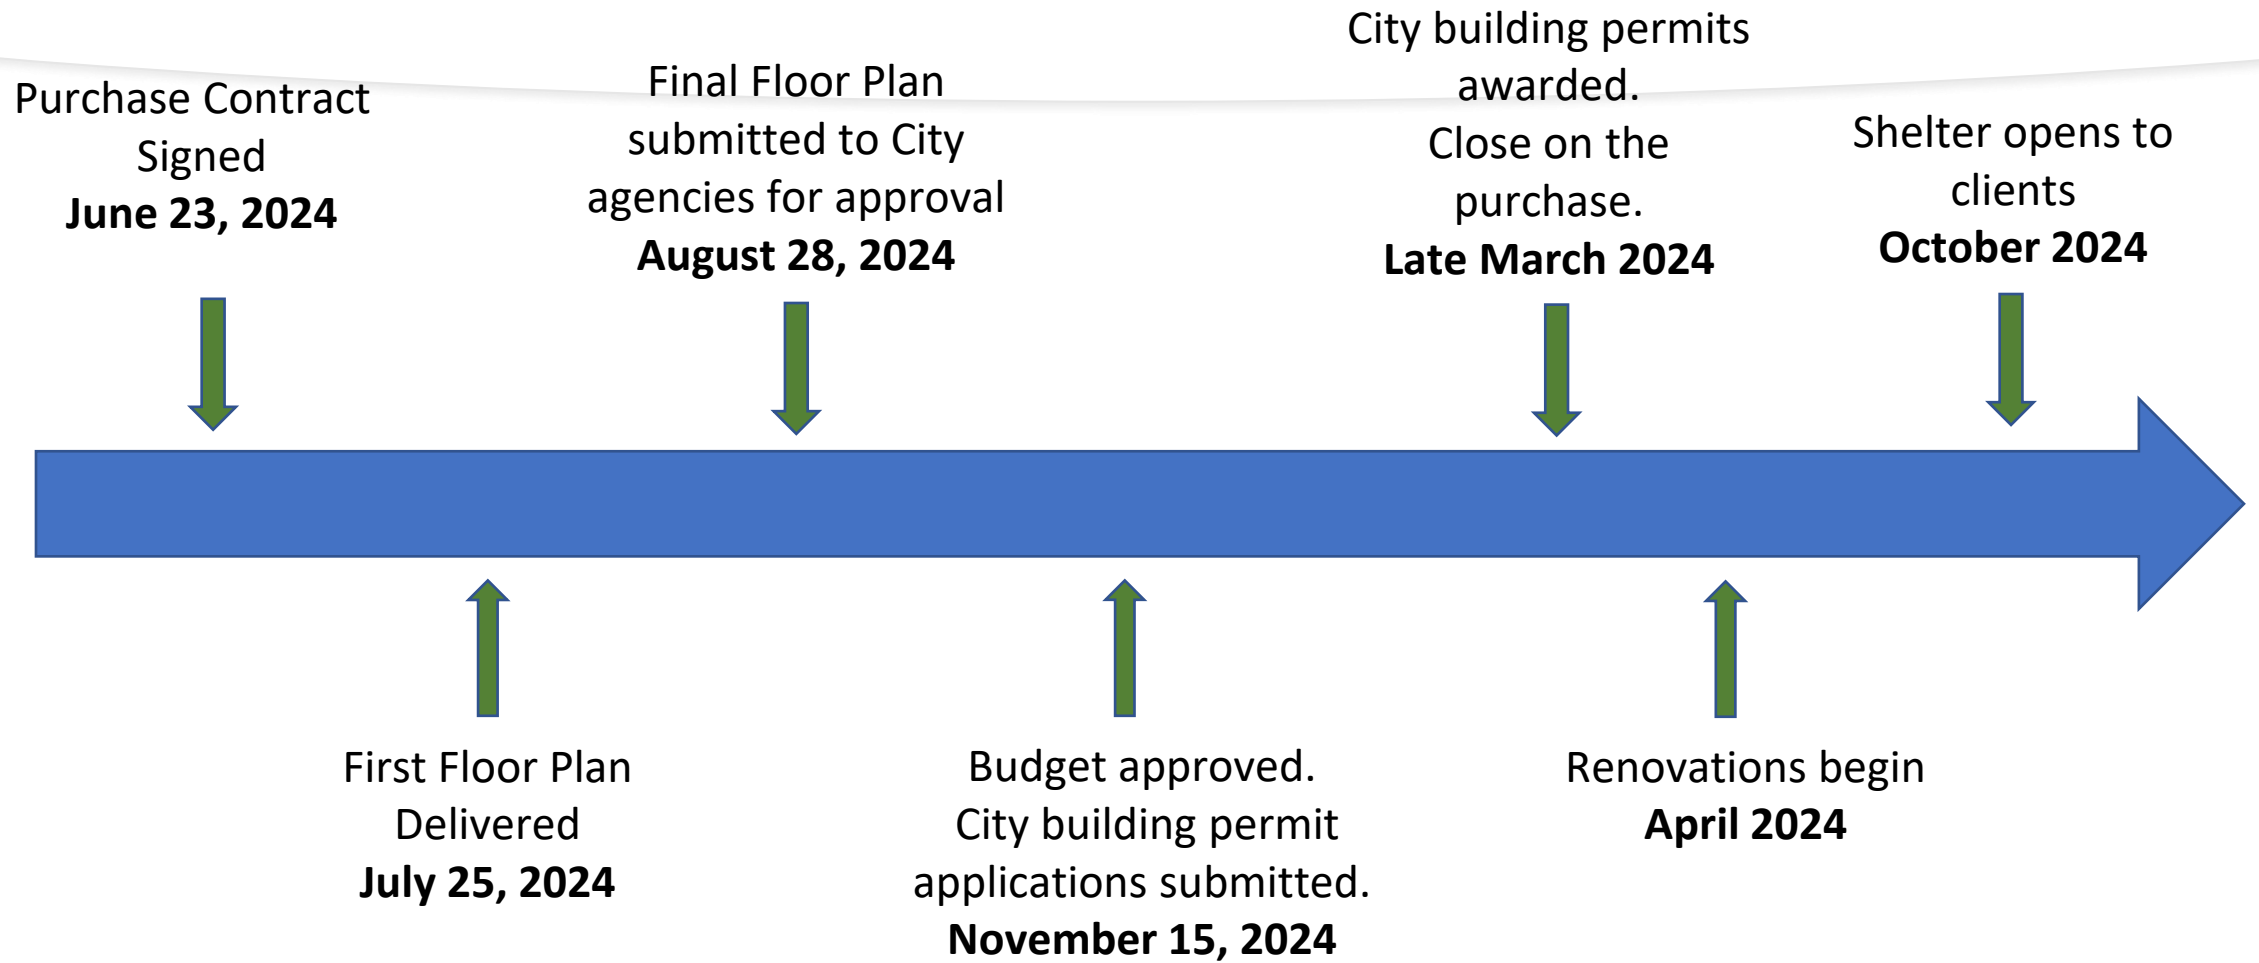 Purchase Contract
Signed
June 23, 2024
First Floor Plan
Delivered
July 25, 2024
Final Floor Plan
submitted to City
agencies for approval
August 28, 2024
Budget approved.
City building permit
applications submitted.
November 15, 2024
City building permits
awarded.
Close on the
purchase.
Late March 2024
Renovations begin
April 2024
Shelter opens to
clients
October 2024